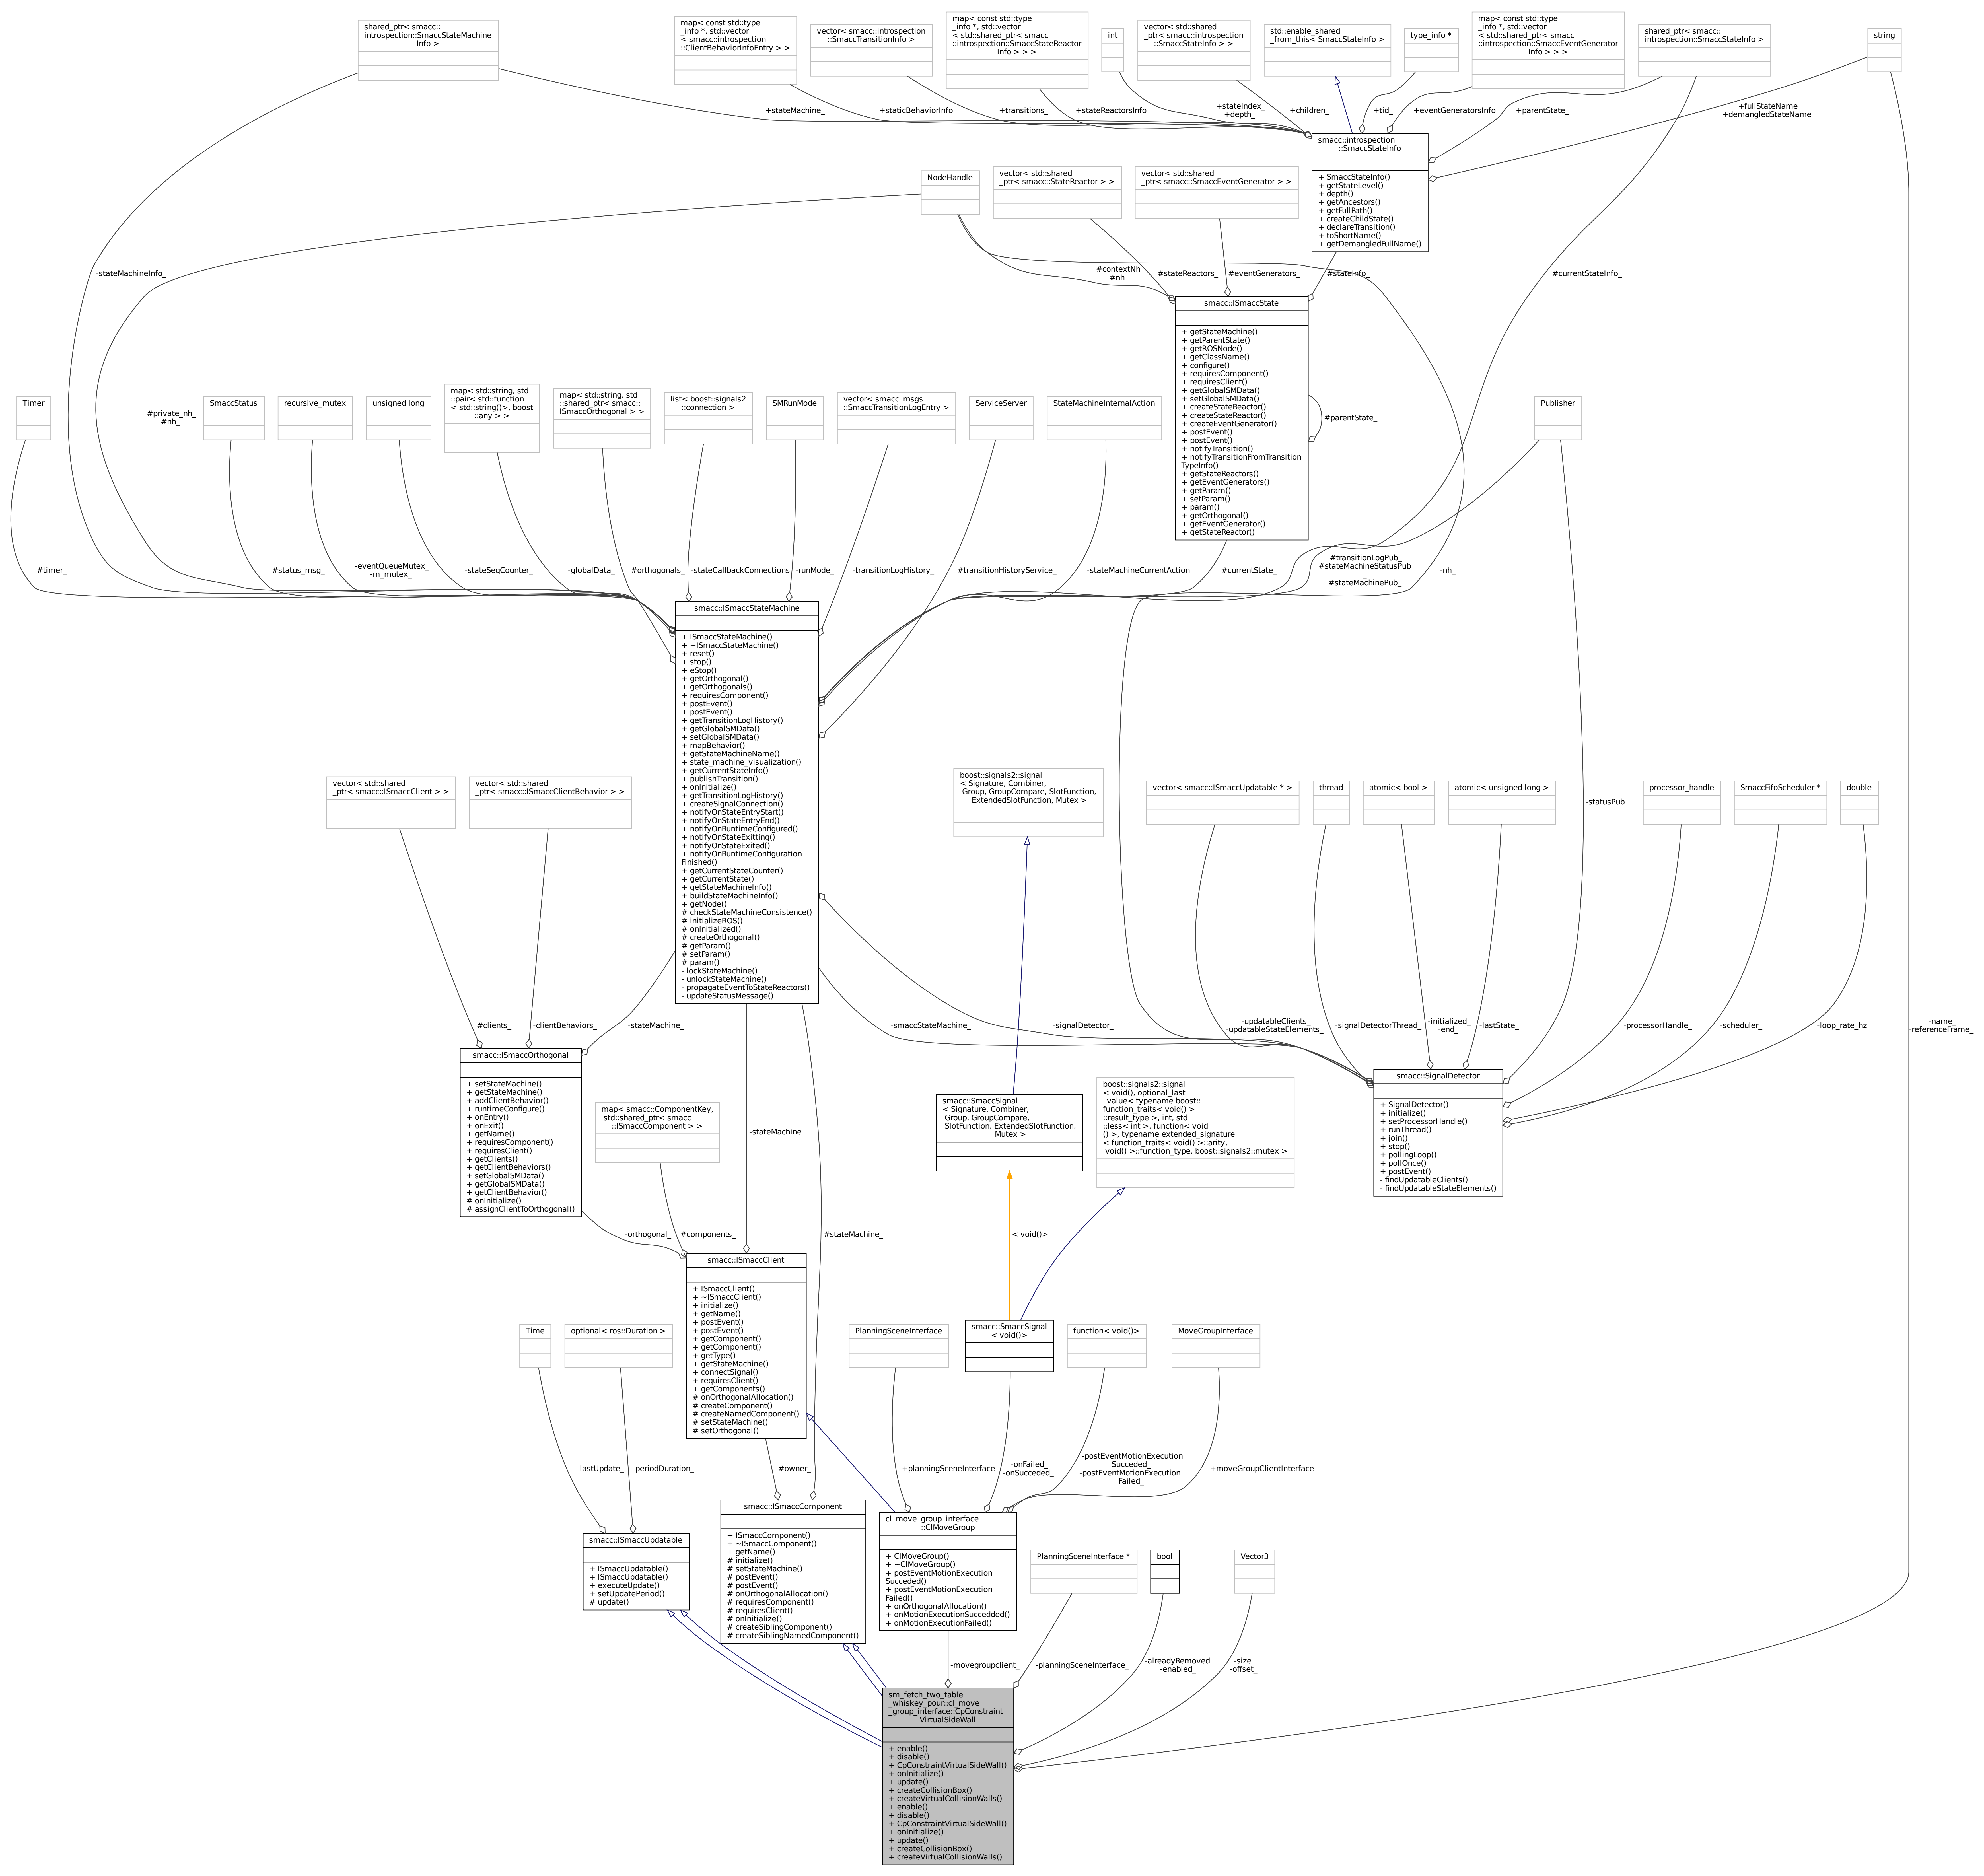 shared_ptr< smacc::
introspection::SmaccStateMachine
Info >
map< const std::type
_info *, std::vector
< smacc::introspection
::ClientBehaviorInfoEntry > >
vector< smacc::introspection
::SmaccTransitionInfo >
map< const std::type
_info *, std::vector
< std::shared_ptr< smacc
::introspection::SmaccStateReactor
Info > > >
int
vector< std::shared
_ptr< smacc::introspection
::SmaccStateInfo > >
std::enable_shared
_from_this< SmaccStateInfo >
type_info *
map< const std::type
_info *, std::vector
< std::shared_ptr< smacc
::introspection::SmaccEventGenerator
Info > > >
shared_ptr< smacc::
introspection::SmaccStateInfo >
string
+stateMachine_
+staticBehaviorInfo
+transitions_
+stateReactorsInfo
+stateIndex_
+depth_
+children_
+tid_
+eventGeneratorsInfo
+parentState_
+fullStateName
+demangledStateName
smacc::introspection
::SmaccStateInfo
+ SmaccStateInfo()
+ getStateLevel()
+ depth()
+ getAncestors()
+ getFullPath()
+ createChildState()
+ declareTransition()
+ toShortName()
+ getDemangledFullName()
NodeHandle
vector< std::shared
_ptr< smacc::StateReactor > >
vector< std::shared
_ptr< smacc::SmaccEventGenerator > >
-stateMachineInfo_
#contextNh
#nh
#stateReactors_
#eventGenerators_
#stateInfo_
#currentStateInfo_
smacc::ISmaccState
+ getStateMachine()
+ getParentState()
+ getROSNode()
+ getClassName()
+ configure()
+ requiresComponent()
+ requiresClient()
+ getGlobalSMData()
+ setGlobalSMData()
+ createStateReactor()
+ createStateReactor()
+ createEventGenerator()
+ postEvent()
+ postEvent()
+ notifyTransition()
+ notifyTransitionFromTransition
TypeInfo()
+ getStateReactors()
+ getEventGenerators()
+ getParam()
+ setParam()
+ param()
+ getOrthogonal()
+ getEventGenerator()
+ getStateReactor()
#parentState_
Timer
#private_nh_
#nh_
SmaccStatus
recursive_mutex
unsigned long
map< std::string, std
::pair< std::function
< std::string()>, boost
::any > >
map< std::string, std
::shared_ptr< smacc::
ISmaccOrthogonal > >
list< boost::signals2
::connection >
SMRunMode
vector< smacc_msgs
::SmaccTransitionLogEntry >
ServiceServer
StateMachineInternalAction
Publisher
#timer_
#status_msg_
-eventQueueMutex_
-m_mutex_
-stateSeqCounter_
-globalData_
#orthogonals_
-stateCallbackConnections
-runMode_
-transitionLogHistory_
#transitionHistoryService_
-stateMachineCurrentAction
#currentState_
#transitionLogPub_
#stateMachineStatusPub
_
#stateMachinePub_
-nh_
smacc::ISmaccStateMachine
+ ISmaccStateMachine()
+ ~ISmaccStateMachine()
+ reset()
+ stop()
+ eStop()
+ getOrthogonal()
+ getOrthogonals()
+ requiresComponent()
+ postEvent()
+ postEvent()
+ getTransitionLogHistory()
+ getGlobalSMData()
+ setGlobalSMData()
+ mapBehavior()
+ getStateMachineName()
+ state_machine_visualization()
+ getCurrentStateInfo()
+ publishTransition()
+ onInitialize()
+ getTransitionLogHistory()
+ createSignalConnection()
+ notifyOnStateEntryStart()
+ notifyOnStateEntryEnd()
+ notifyOnRuntimeConfigured()
+ notifyOnStateExitting()
+ notifyOnStateExited()
+ notifyOnRuntimeConfiguration
Finished()
+ getCurrentStateCounter()
+ getCurrentState()
+ getStateMachineInfo()
+ buildStateMachineInfo()
+ getNode()
# checkStateMachineConsistence()
# initializeROS()
# onInitialized()
# createOrthogonal()
# getParam()
# setParam()
# param()
- lockStateMachine()
- unlockStateMachine()
- propagateEventToStateReactors()
- updateStatusMessage()
vector< std::shared
_ptr< smacc::ISmaccClient > >
vector< std::shared
_ptr< smacc::ISmaccClientBehavior > >
boost::signals2::signal
< Signature, Combiner,
Group, GroupCompare, SlotFunction,
ExtendedSlotFunction, Mutex >
vector< smacc::ISmaccUpdatable * >
thread
atomic< bool >
atomic< unsigned long >
processor_handle
SmaccFifoScheduler *
double
-statusPub_
#clients_
-clientBehaviors_
-stateMachine_
-smaccStateMachine_
-signalDetector_
-updatableClients_
-updatableStateElements_
-signalDetectorThread_
-initialized_
-end_
-lastState_
-processorHandle_
-scheduler_
-loop_rate_hz
-name_
-referenceFrame_
smacc::ISmaccOrthogonal
+ setStateMachine()
+ getStateMachine()
+ addClientBehavior()
+ runtimeConfigure()
+ onEntry()
+ onExit()
+ getName()
+ requiresComponent()
+ requiresClient()
+ getClients()
+ getClientBehaviors()
+ setGlobalSMData()
+ getGlobalSMData()
+ getClientBehavior()
# onInitialize()
# assignClientToOrthogonal()
map< smacc::ComponentKey,
std::shared_ptr< smacc
::ISmaccComponent > >
-stateMachine_
smacc::SmaccSignal
< Signature, Combiner,
Group, GroupCompare,
SlotFunction, ExtendedSlotFunction,
Mutex >
boost::signals2::signal
< void(), optional_last
_value< typename boost::
function_traits< void() >
::result_type >, int, std
::less< int >, function< void
() >, typename extended_signature
< function_traits< void() >::arity,
void() >::function_type, boost::signals2::mutex >
smacc::SignalDetector
+ SignalDetector()
+ initialize()
+ setProcessorHandle()
+ runThread()
+ join()
+ stop()
+ pollingLoop()
+ pollOnce()
+ postEvent()
- findUpdatableClients()
- findUpdatableStateElements()
-orthogonal_
#components_
#stateMachine_
< void()>
smacc::ISmaccClient
+ ISmaccClient()
+ ~ISmaccClient()
+ initialize()
+ getName()
+ postEvent()
+ postEvent()
+ getComponent()
+ getComponent()
+ getType()
+ getStateMachine()
+ connectSignal()
+ requiresClient()
+ getComponents()
# onOrthogonalAllocation()
# createComponent()
# createNamedComponent()
# setStateMachine()
# setOrthogonal()
Time
optional< ros::Duration >
PlanningSceneInterface
smacc::SmaccSignal
< void()>
function< void()>
MoveGroupInterface
-lastUpdate_
-periodDuration_
#owner_
+planningSceneInterface
-onFailed_
-onSucceded_
-postEventMotionExecution
Succeded_
-postEventMotionExecution
Failed_
+moveGroupClientInterface
smacc::ISmaccUpdatable
+ ISmaccUpdatable()
+ ISmaccUpdatable()
+ executeUpdate()
+ setUpdatePeriod()
# update()
smacc::ISmaccComponent
+ ISmaccComponent()
+ ~ISmaccComponent()
+ getName()
# initialize()
# setStateMachine()
# postEvent()
# postEvent()
# onOrthogonalAllocation()
# requiresComponent()
# requiresClient()
# onInitialize()
# createSiblingComponent()
# createSiblingNamedComponent()
cl_move_group_interface
::ClMoveGroup
+ ClMoveGroup()
+ ~ClMoveGroup()
+ postEventMotionExecution
Succeded()
+ postEventMotionExecution
Failed()
+ onOrthogonalAllocation()
+ onMotionExecutionSuccedded()
+ onMotionExecutionFailed()
PlanningSceneInterface *
bool
Vector3
-movegroupclient_
-planningSceneInterface_
-alreadyRemoved_
-enabled_
-size_
-offset_
sm_fetch_two_table
_whiskey_pour::cl_move
_group_interface::CpConstraint
VirtualSideWall
+ enable()
+ disable()
+ CpConstraintVirtualSideWall()
+ onInitialize()
+ update()
+ createCollisionBox()
+ createVirtualCollisionWalls()
+ enable()
+ disable()
+ CpConstraintVirtualSideWall()
+ onInitialize()
+ update()
+ createCollisionBox()
+ createVirtualCollisionWalls()